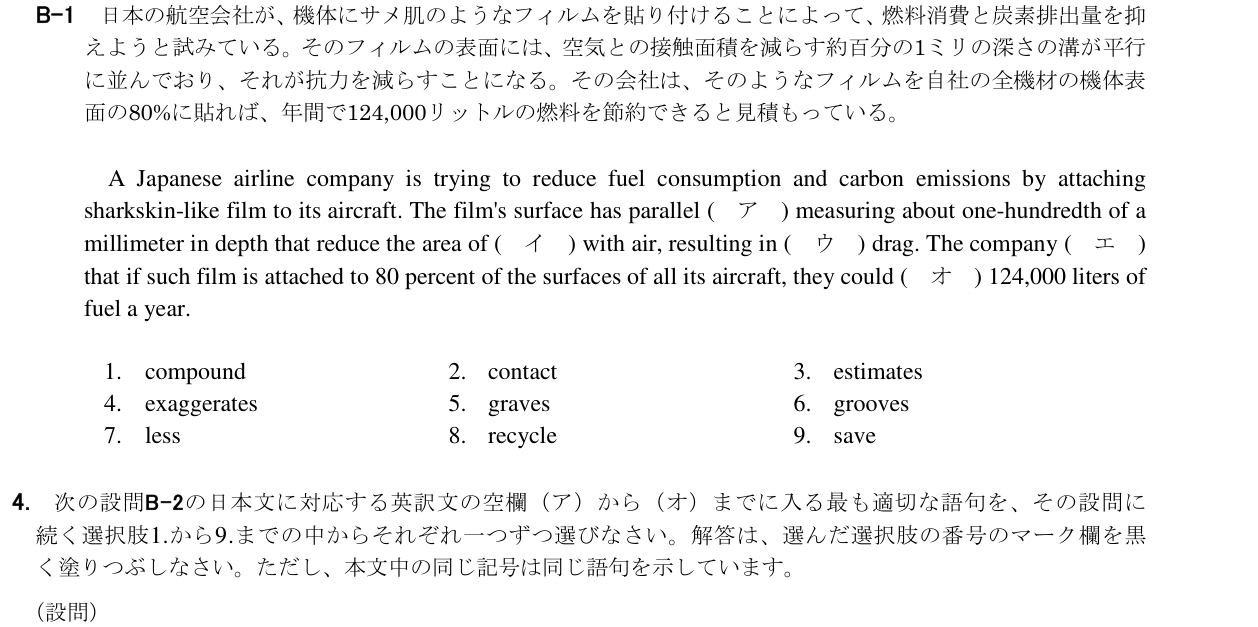 B－1 日本の航空会社が、機体にサメ肌のようなフィルムを貼り付けることによって、燃料消費と炭素排出量を抑
えようと試みている。そのフィルムの表面には、空気との接触面積を減らす約百分の1ミリの深さの溝が平行
に並んでおり、それが抗力を減らすことになる。その会社は、そのようなフィルムを自社の全機材の機体表
面の80%に貼れば、年間で124,000リットルの燃料を節約できると見積もっている。
A Japanese airline company is trying to reduce fuel consumption and carbon emissions by attaching
sharkskin-like film to its aircraft. The film's surface has parallel ( ア ) measuring about one-hundredth of a
millimeter in depth that reduce the area of ( イ ) with air, resulting in ( ウ ) drag. The company ( エ )
that if such film is attached to 80 percent of the surfaces of all its aircraft, they could ( オ ) 124,000 liters of
fuel a year.
1. compound 2. contact 3. estimates
4. exaggerates 5. graves 6. grooves
7. less 8. recycle 9. save
4. 次の設問B－2の日本文に対応する英訳文の空欄（ア）から（オ）までに入る最も適切な語句を、その設問に
続く選択肢1.から9.までの中からそれぞれ一つずつ選びなさい。解答は、選んだ選択肢の番号のマーク欄を黒
く塗りつぶしなさい。ただし、本文中の同じ記号は同じ語句を示しています。
（設問）